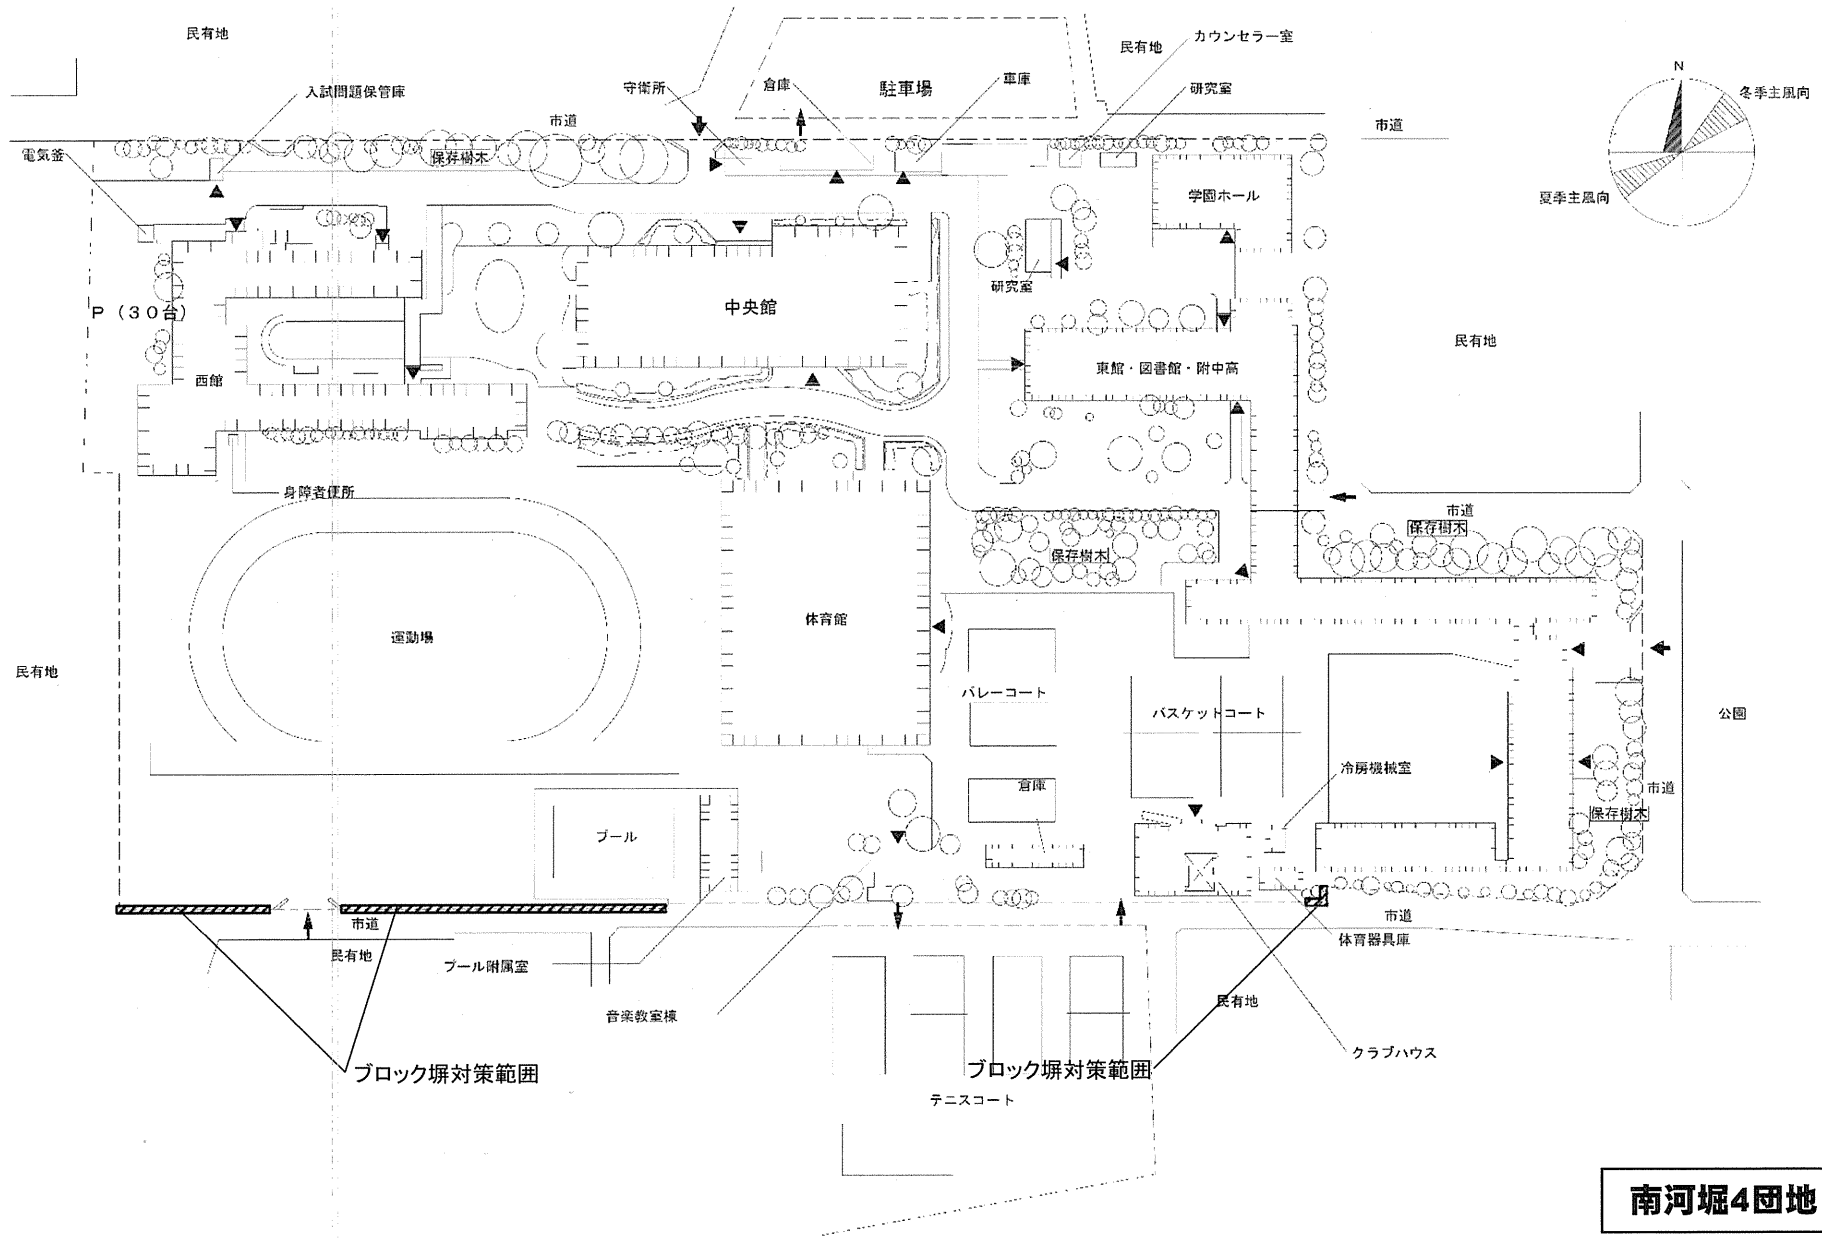 民有地
入試問題保管庫
守衛所
倉庫
駐車場
車庫
民有地
カウンセラー室
研究室
N
冬季主風向
夏季主風向
市道
市道
電気釜
保存樹木
学園ホール
研究室
P(30台)
中央館
東館・図書館・附中高
民有地
西館
身障者便所
市道
保存樹木
保存樹木
運動場
体育館
民有地
バレーコート
バスケットコート
公園
冷房機械室
倉庫
市道
保存樹木
プール
市道
市道
民有地
体育器具庫
プール附属室
音楽教室棟
民有地
クラブハウス
ブロック塀対策範囲
ブロック塀対策範囲
テニスコート
南河堀4団地